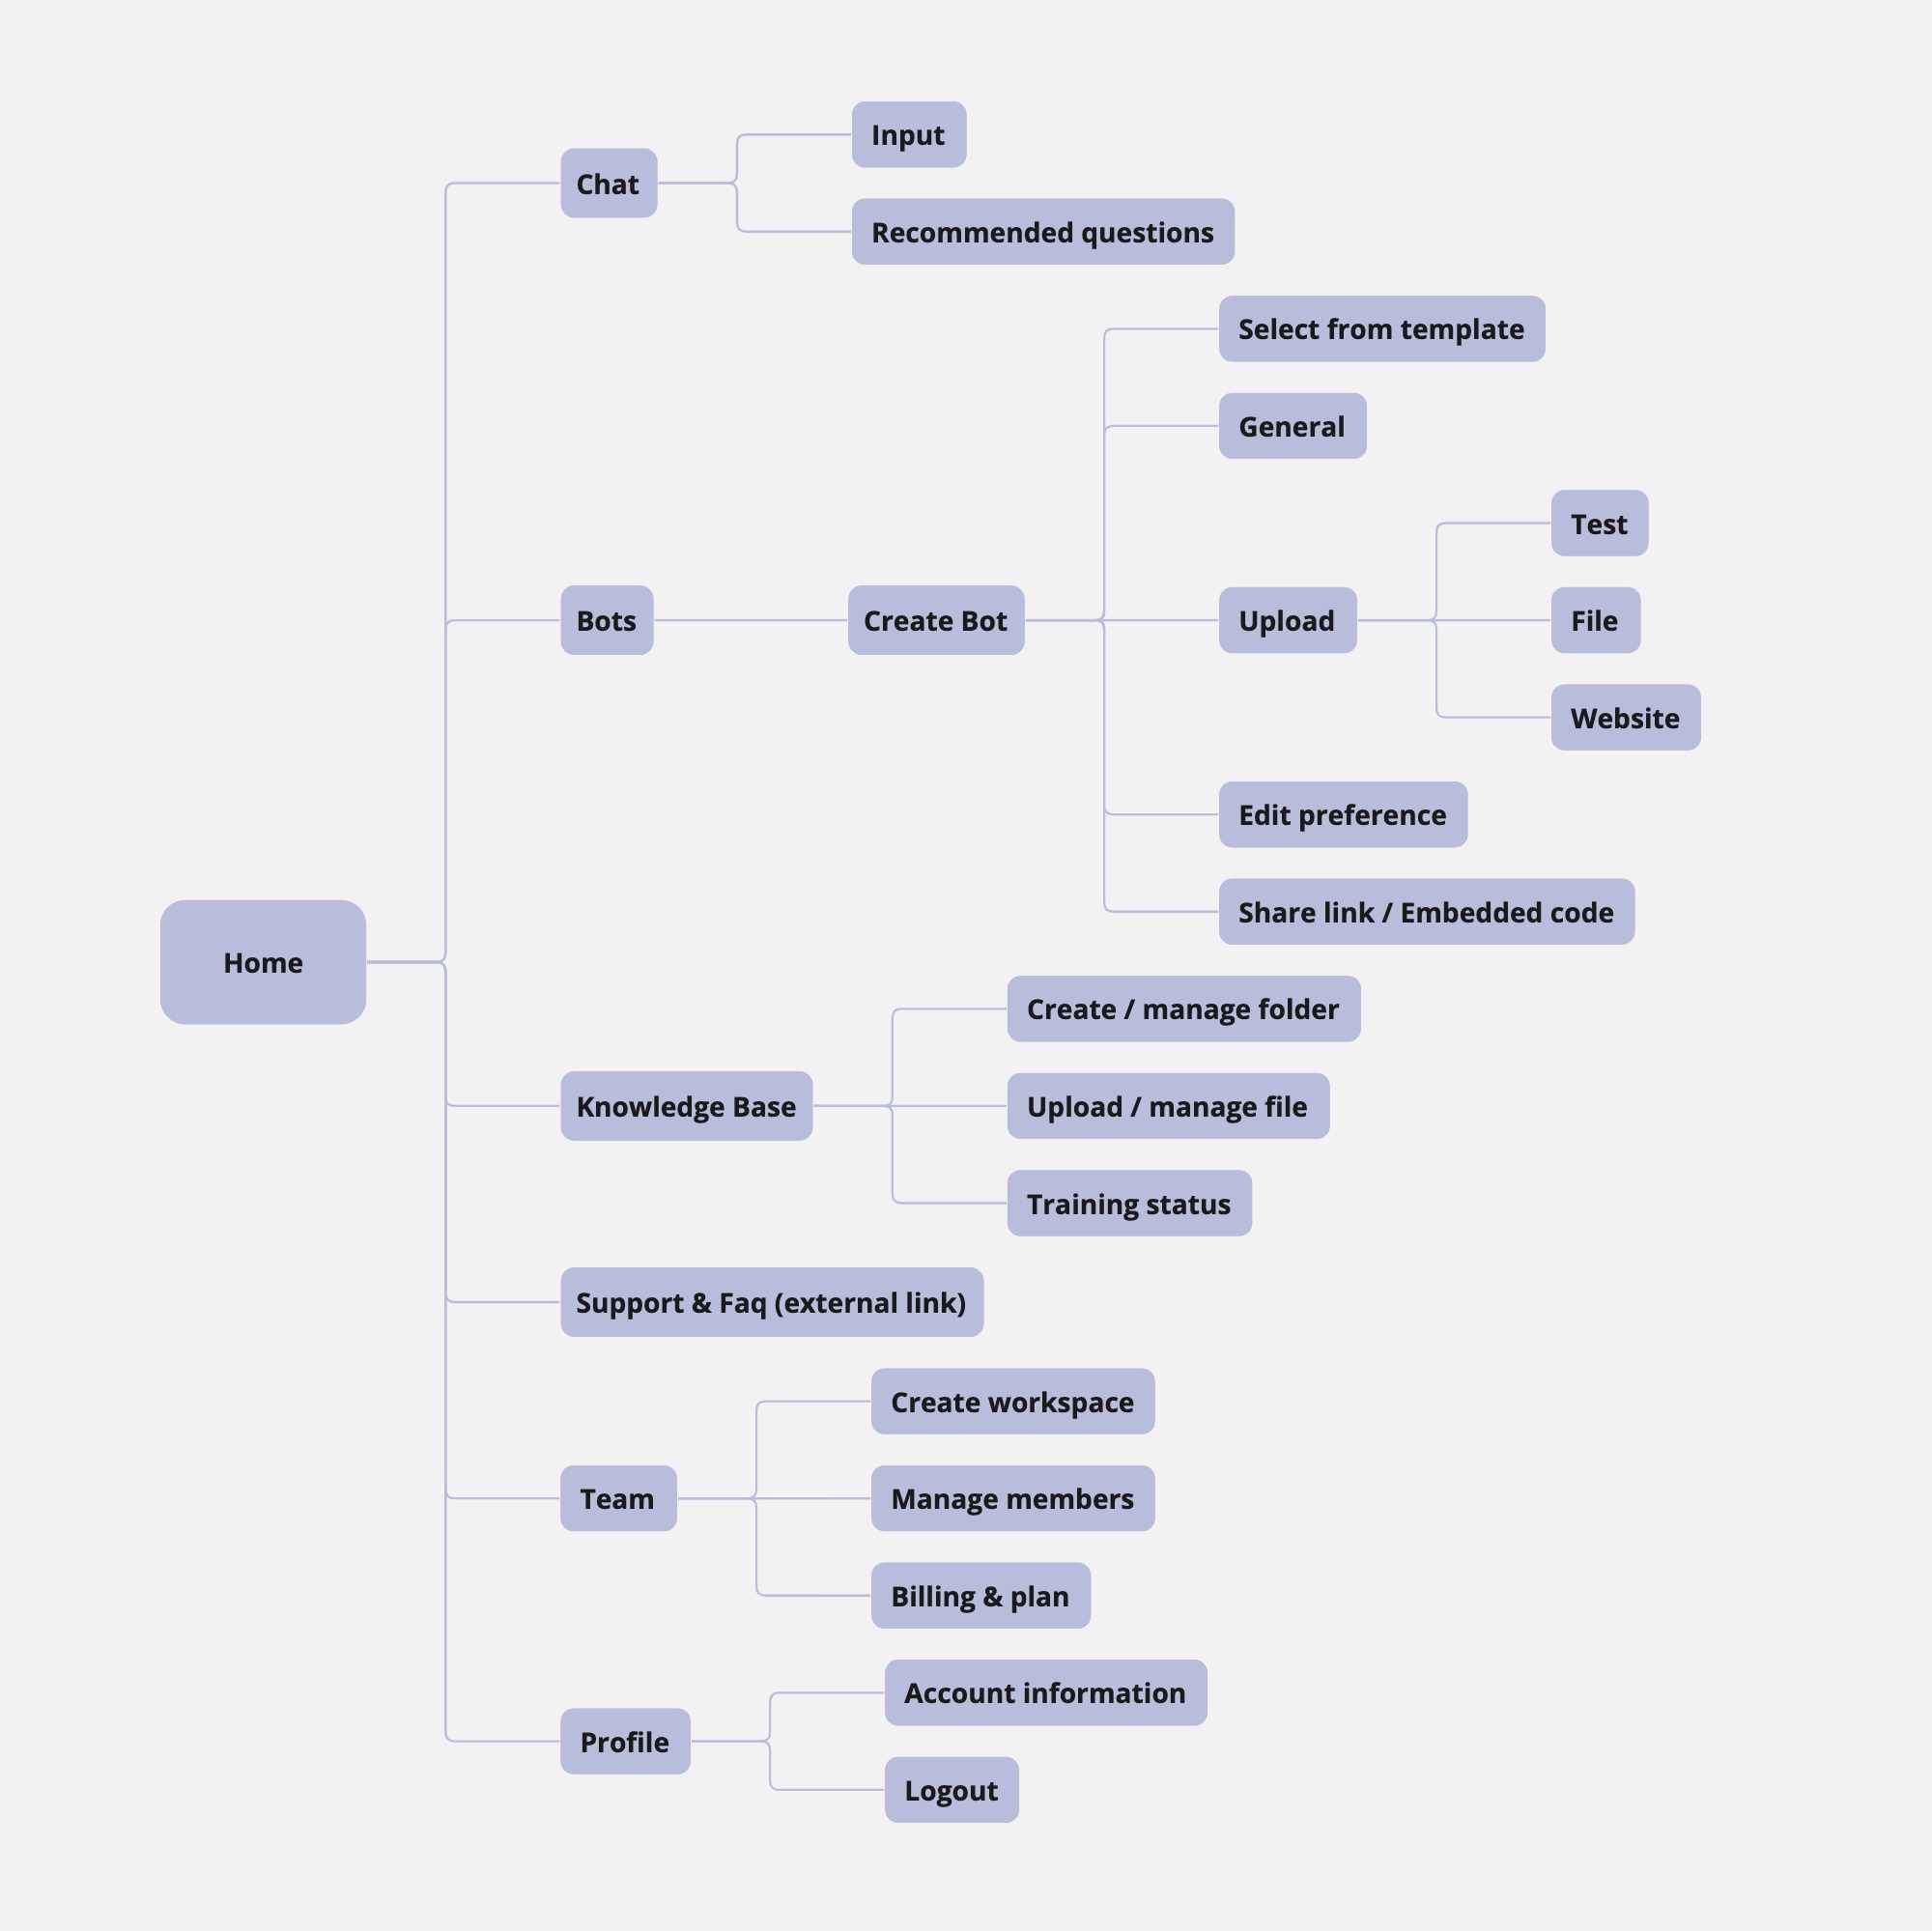 Home
Chat
Input
Recommended questions
Bots
Create Bot
Select from template
General
Upload
Test
File
Website
Edit preference
Share link / Embedded code
Knowledge Base
Create / manage folder
Upload / manage file
Training status
Support & Faq (external link)
Team
Create workspace
Manage members
Billing & plan
Profile
Account information
Logout